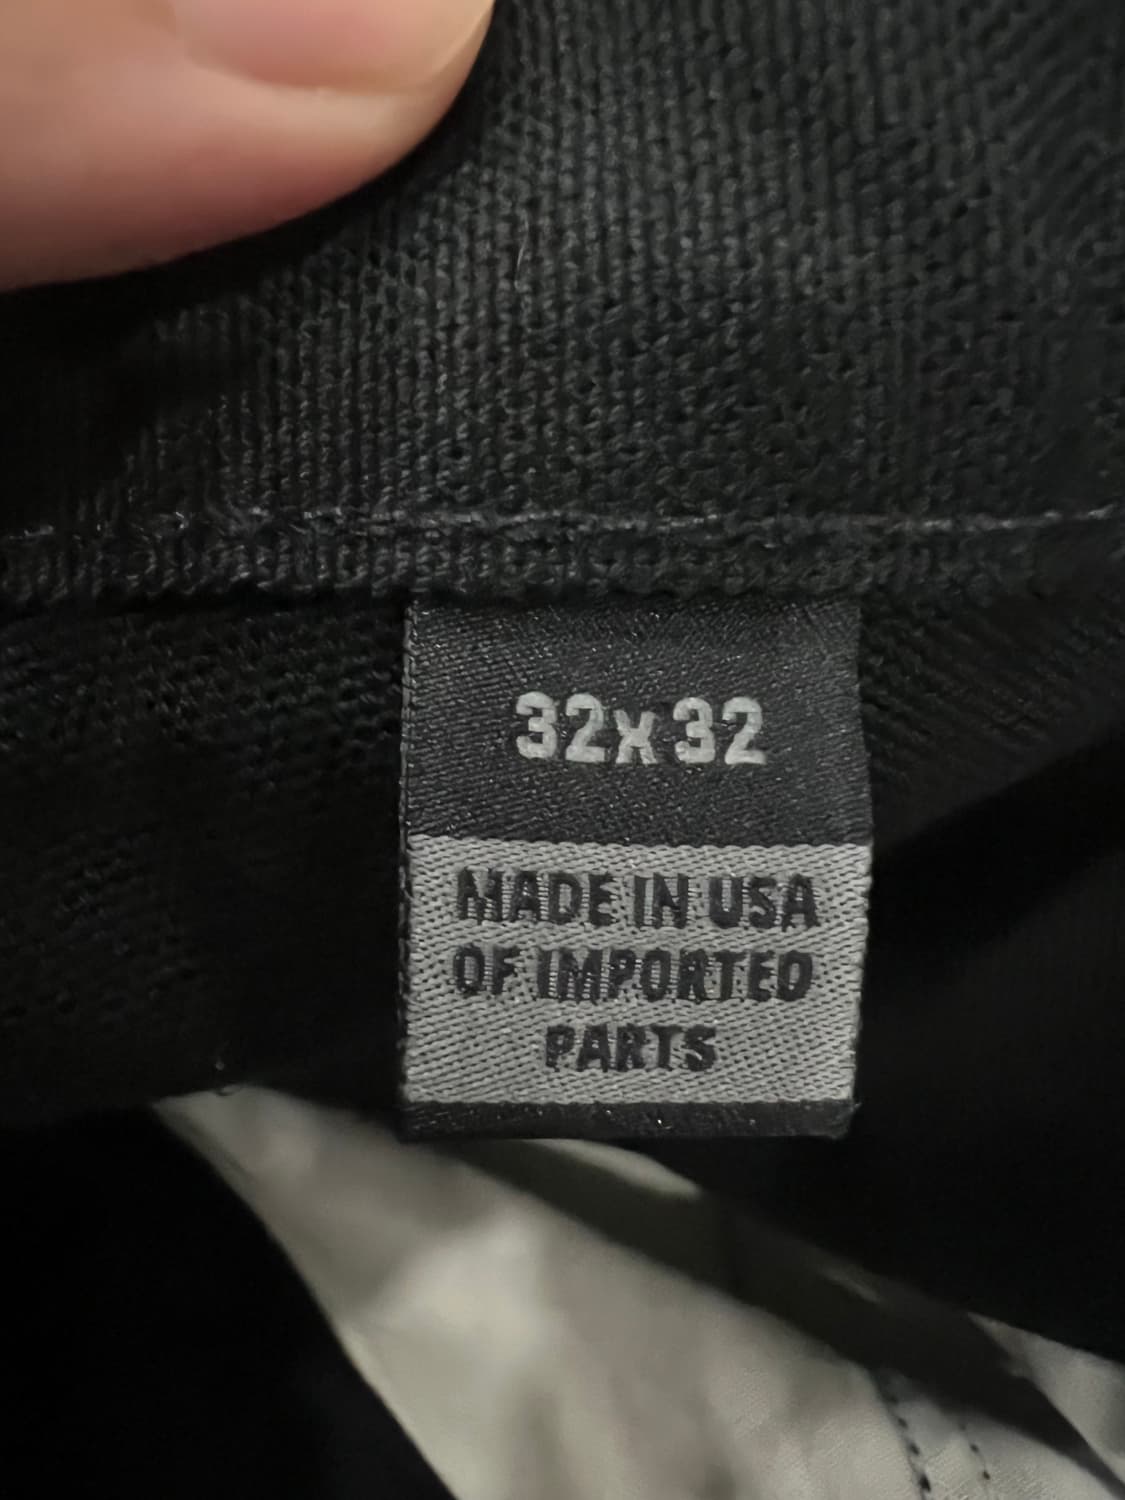 32x32
MADE IN USA
OF IMPORTED
PARTS